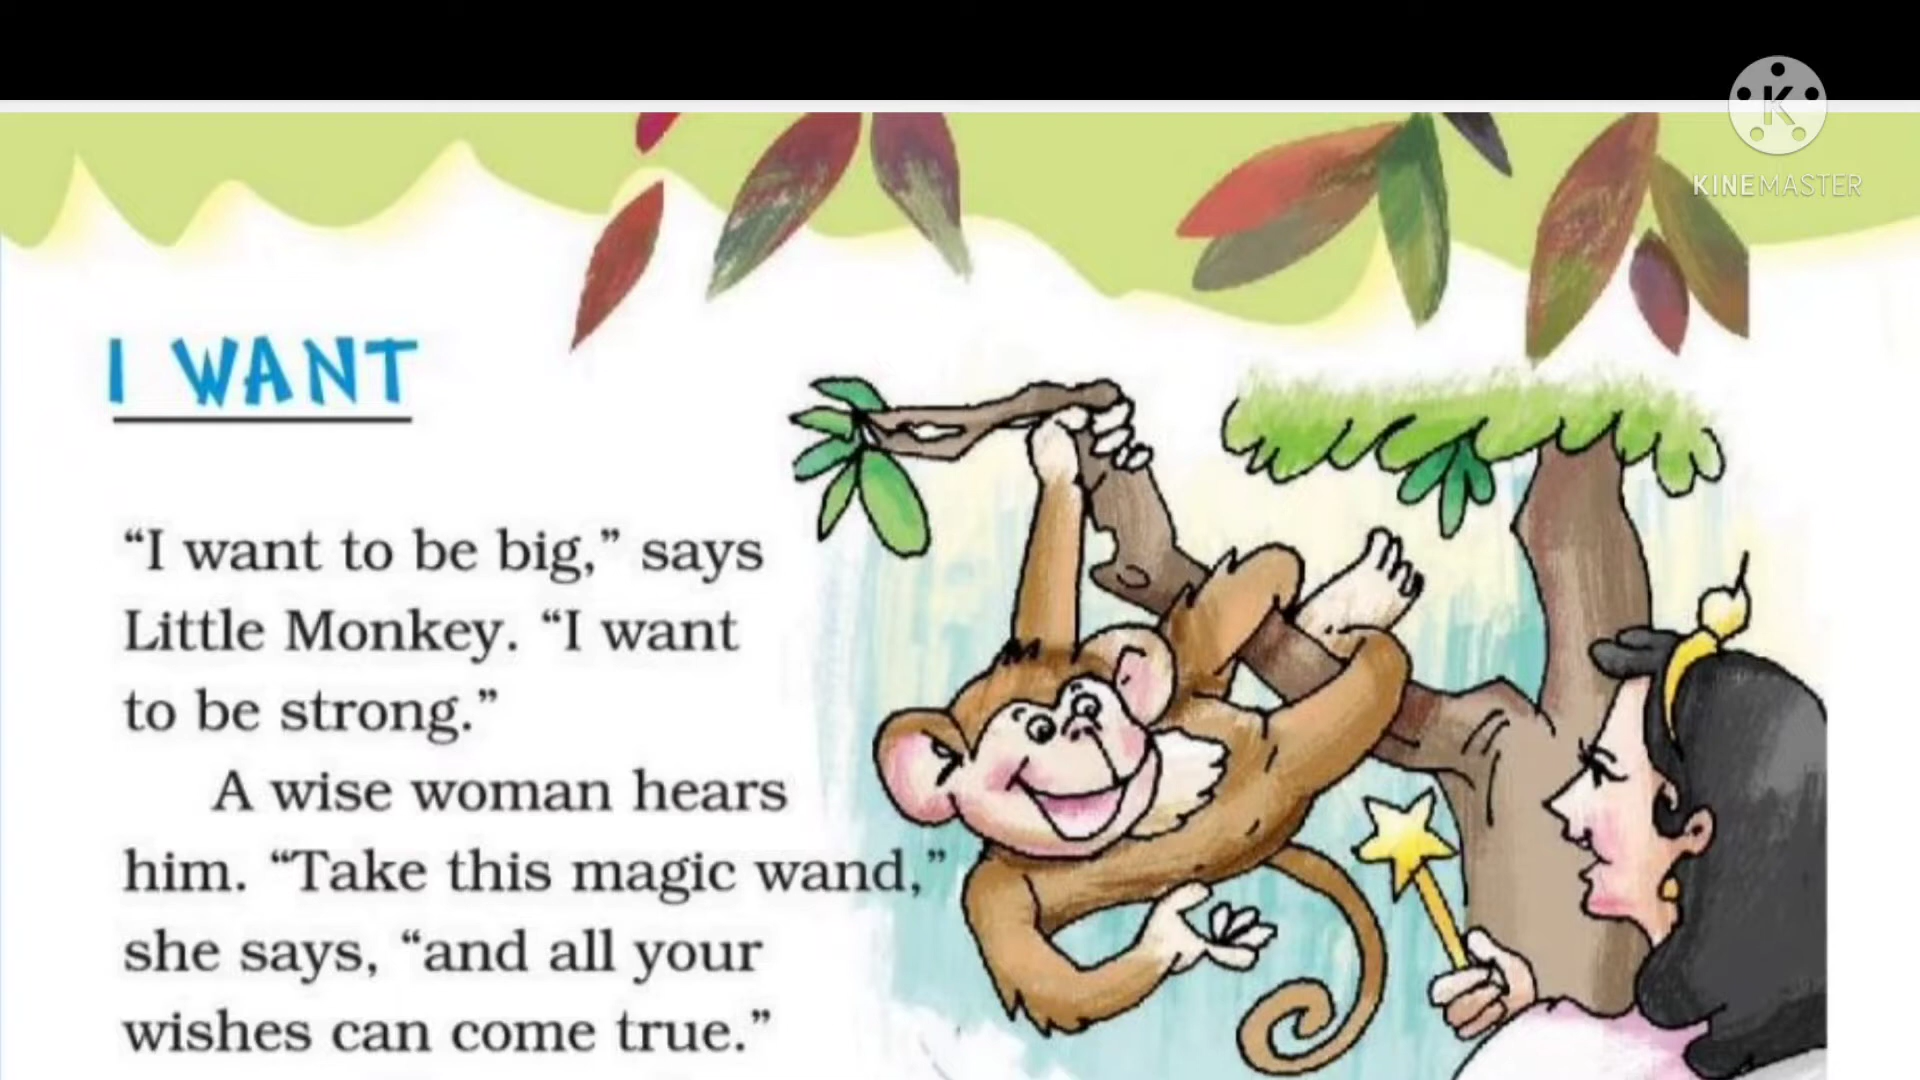 KINEMASTER
I WANT
“I want to be big,” says
Little Monkey. “I want
to be strong.”
A wise woman hears
him. “Take this magic wand,”
she says, “and all your
wishes can come true.”